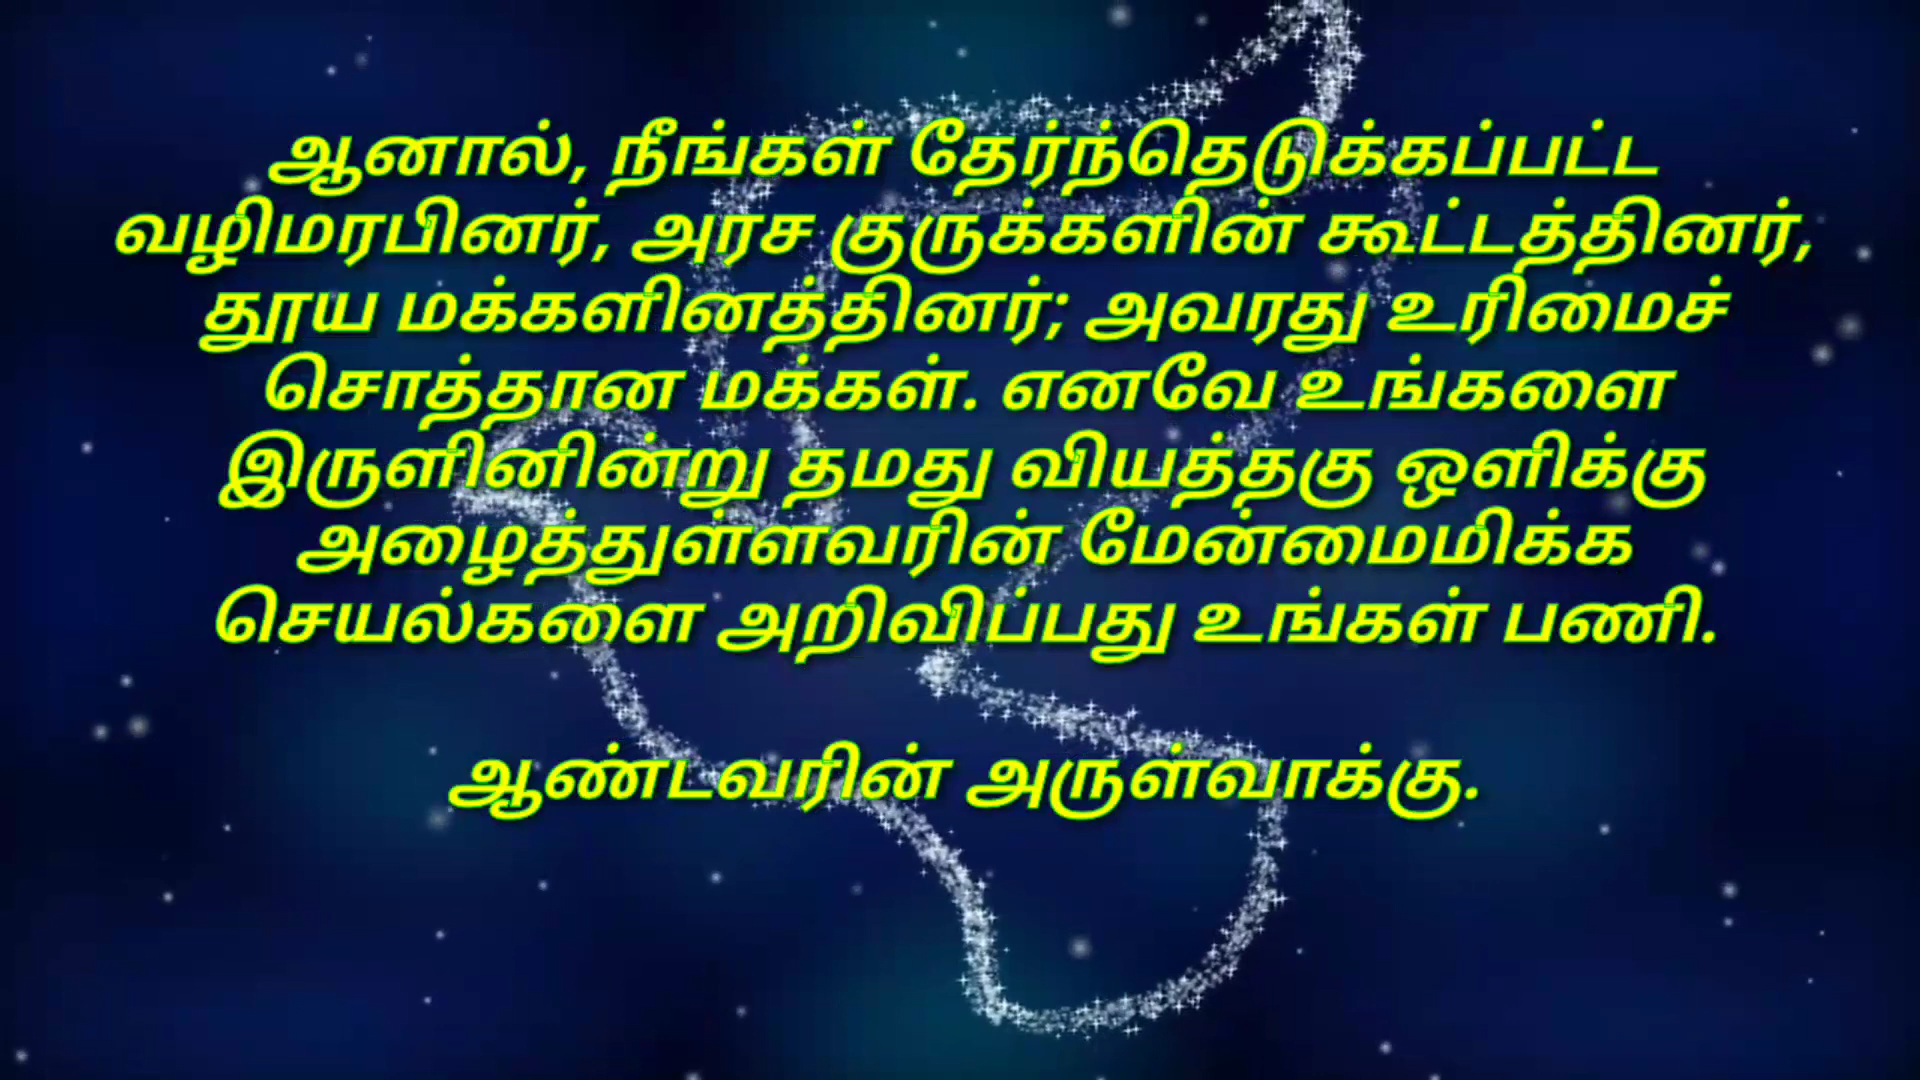 ஆனால், நீங்கள் தேர்ந்தெடுக்கப்பட்ட
வழிமரபினர், அரச குருக்களின் கூட்டத்தினர்,
தூய மக்களினத்தினர்; அவரது உரிமைச்
சொத்தான மக்கள். எனவே உங்களை
இருளினின்று தமது வியத்தகு ஒளிக்கு
அழைத்துள்ளவரின் மேன்மைமிக்க
செயல்களை அறிவிப்பது உங்கள் பணி.
ஆண்டவரின் அருள்வாக்கு.